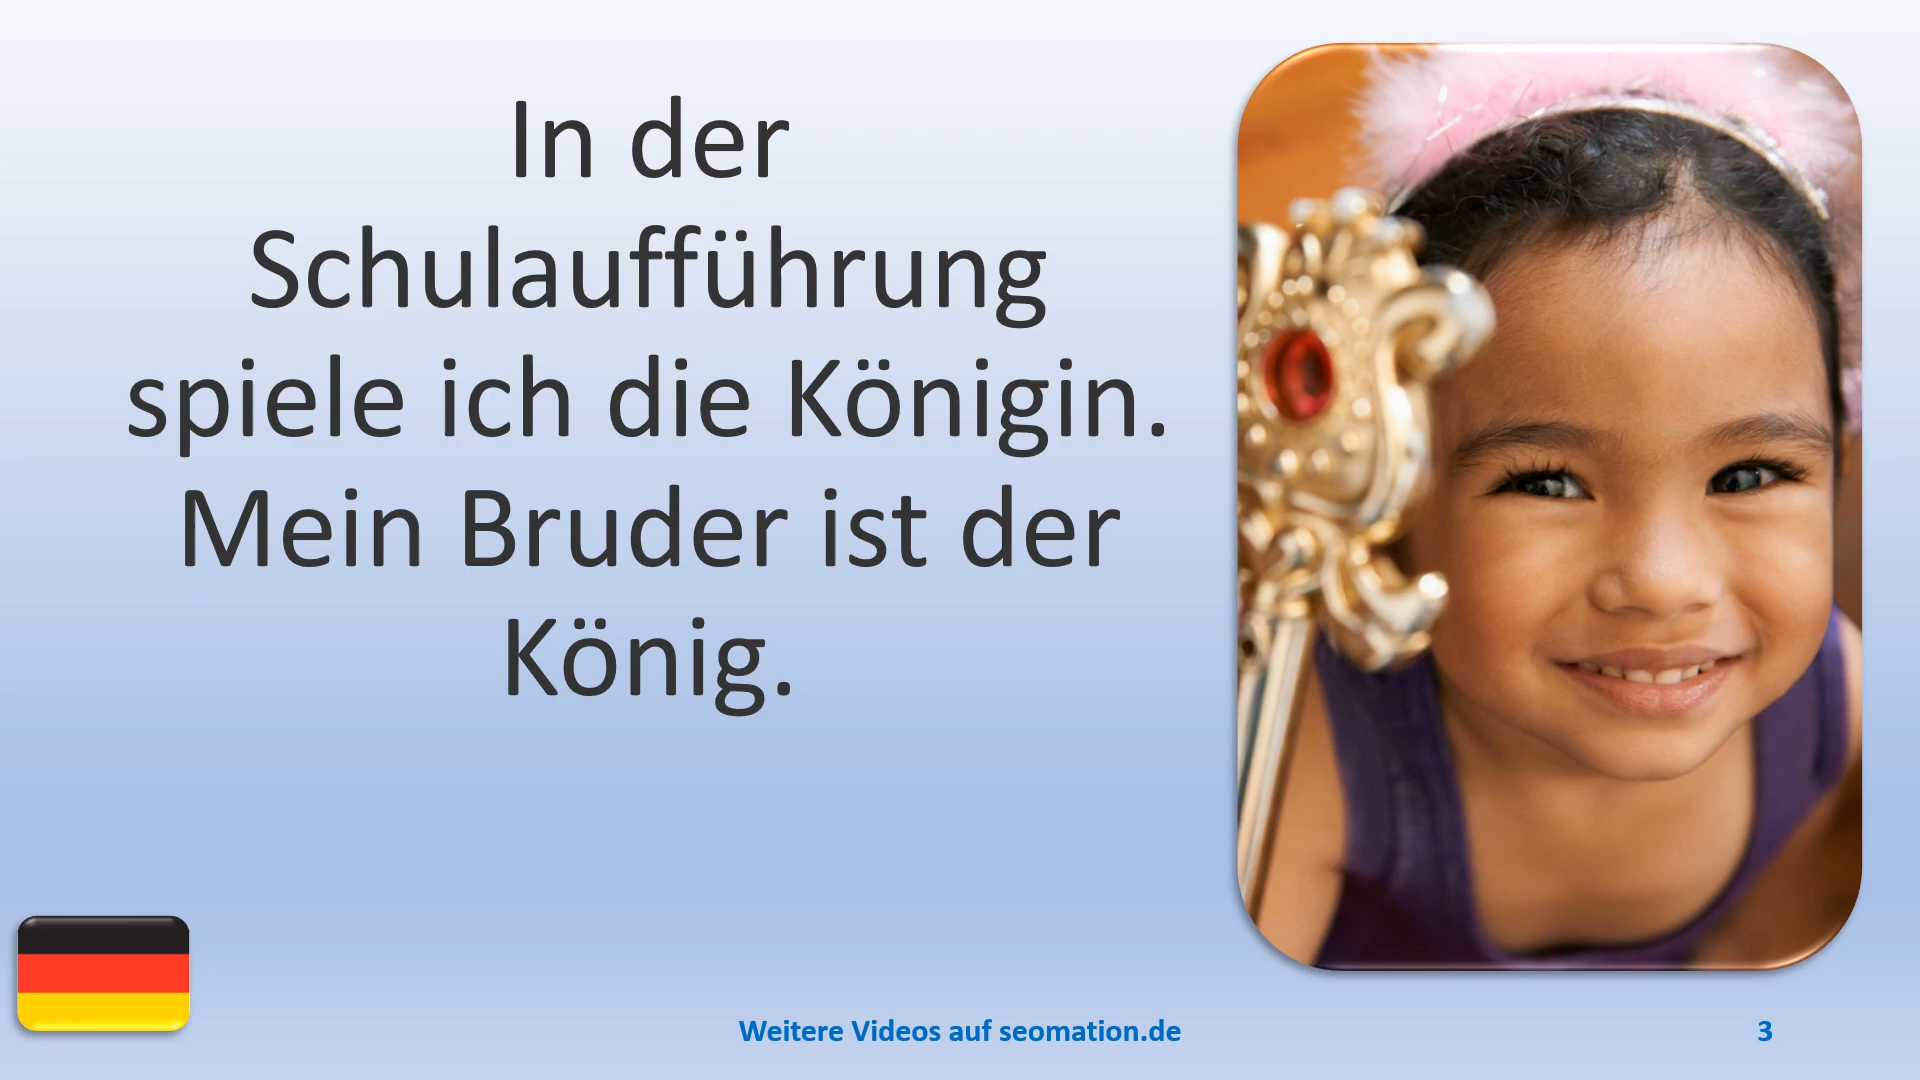 In der
Schulaufführung
spiele ich die Königin.
Mein Bruder ist der
König.
Weitere Videos auf seomation.de
3